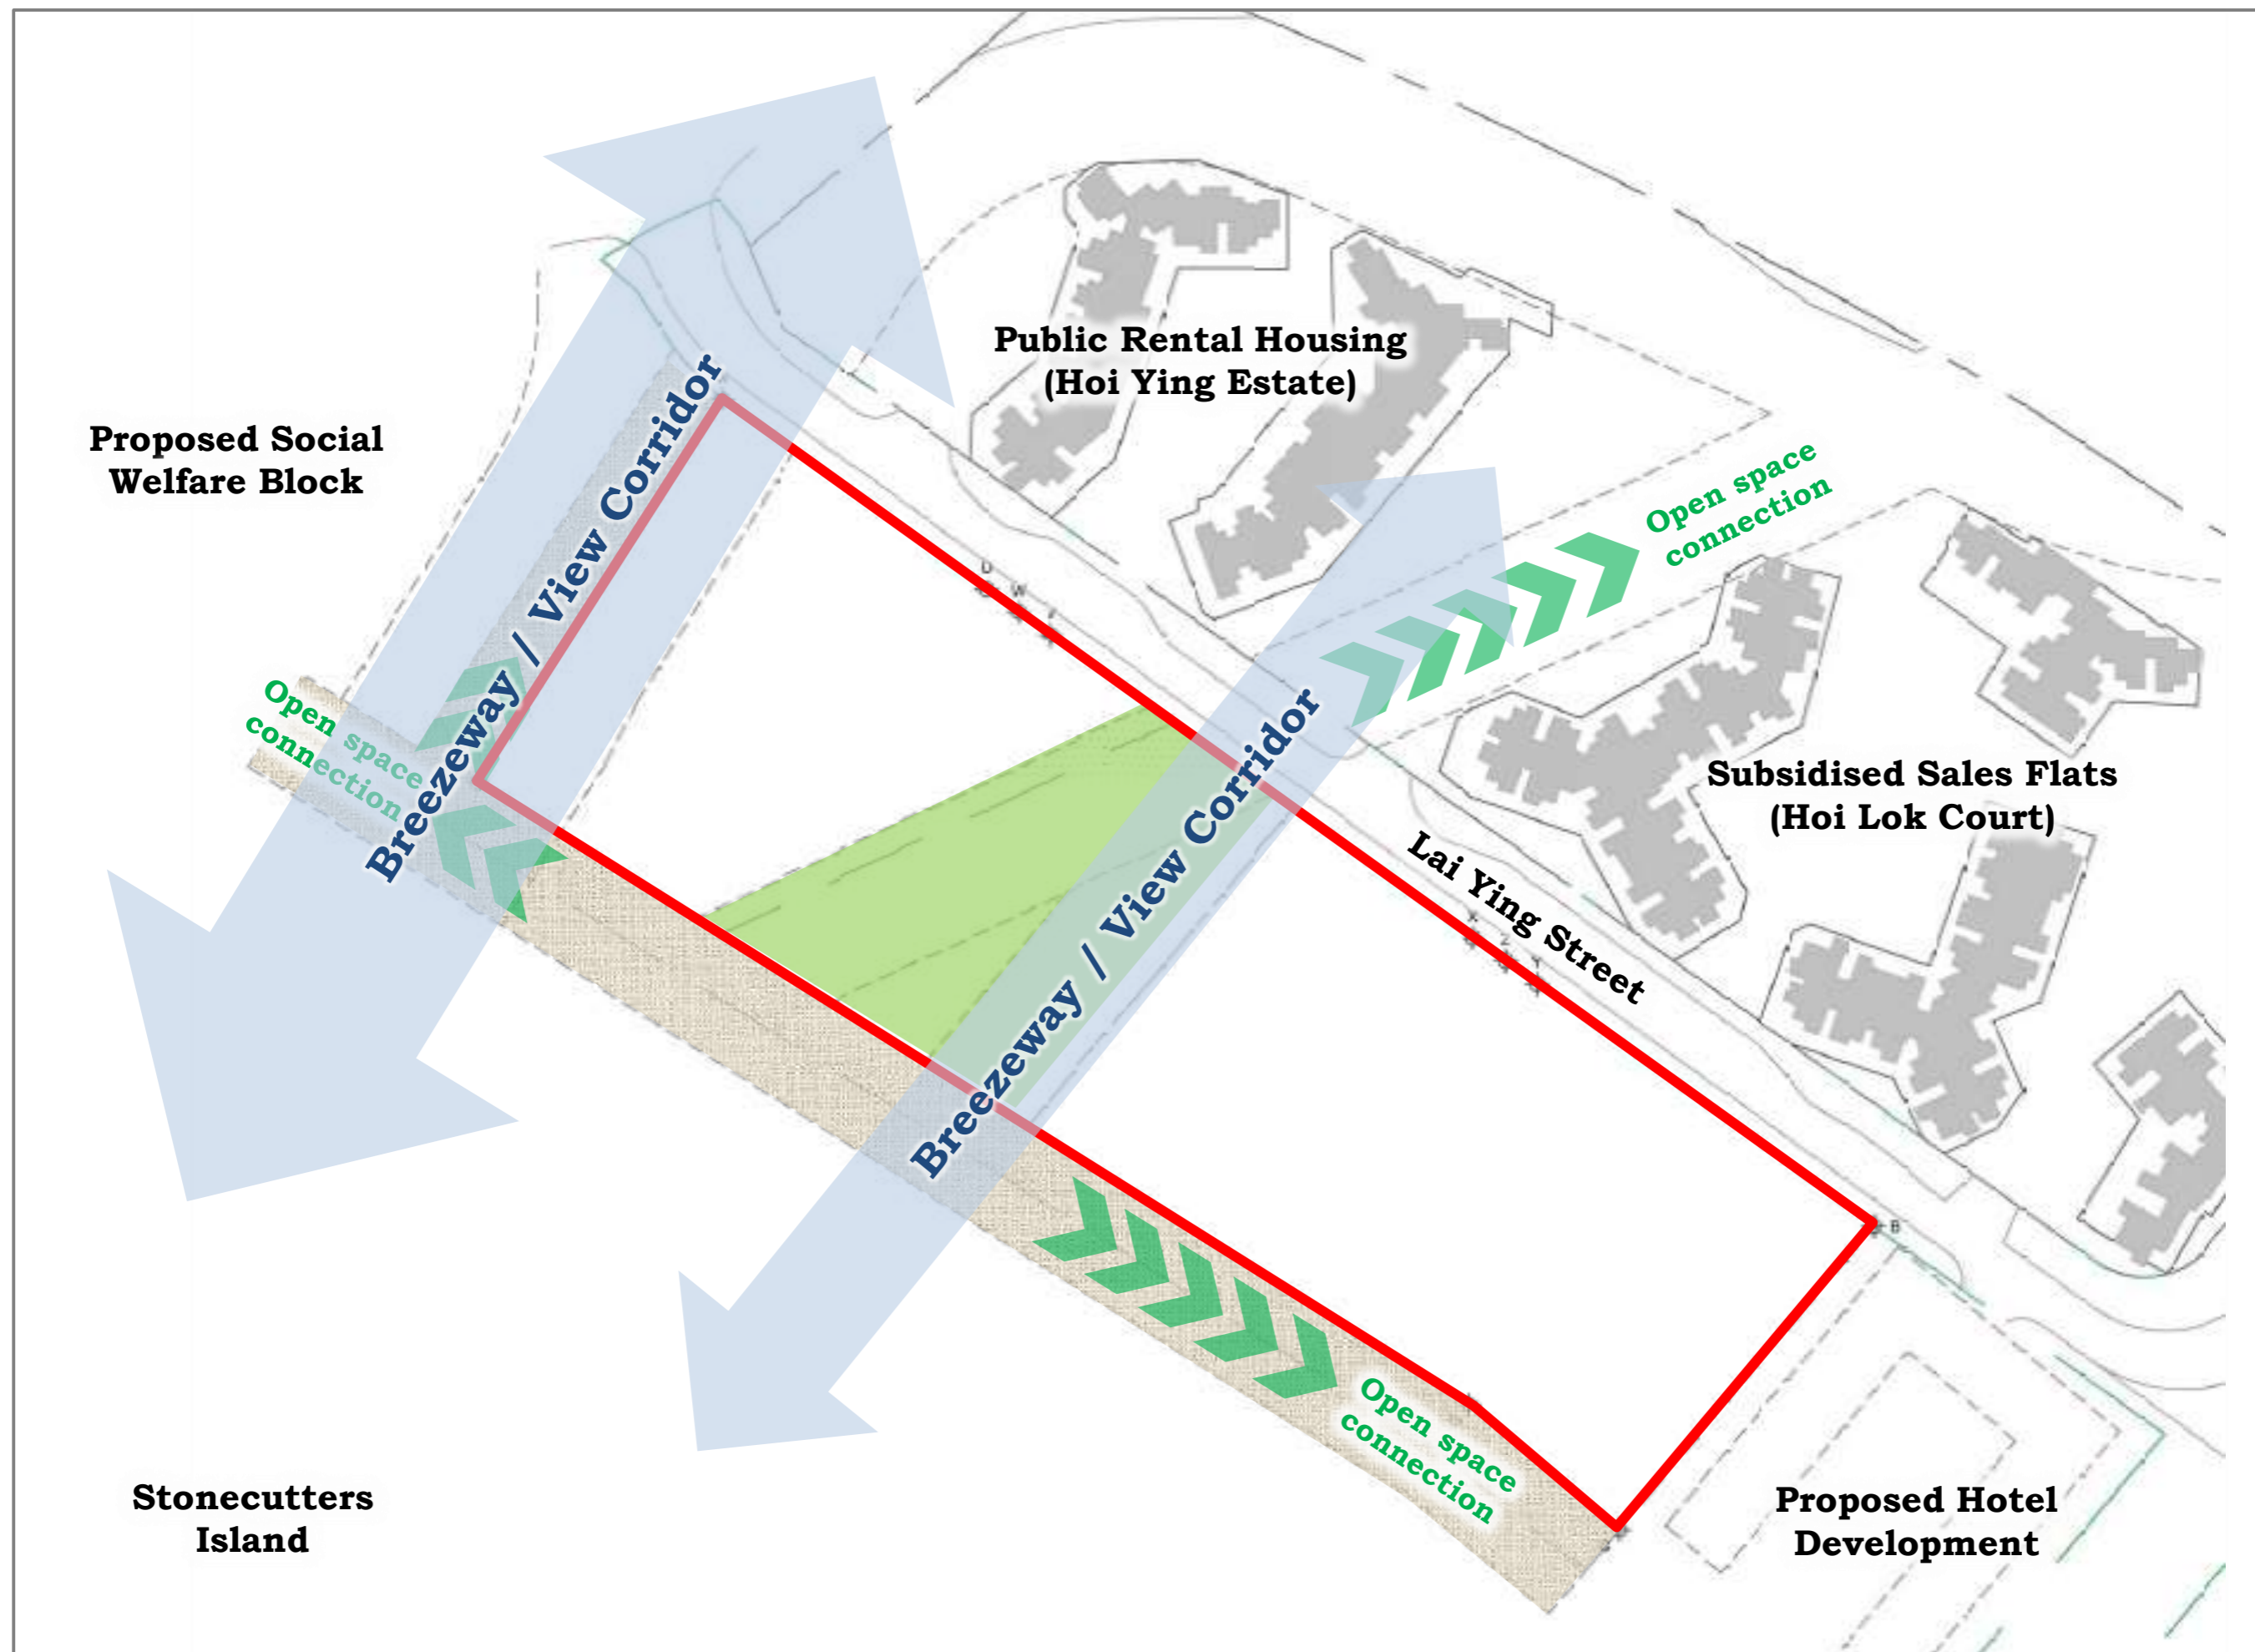 Public Rental Housing
(Hoi Ying Estate)
Proposed Social
Welfare Block
Breezeway / View Corridor
Open space
connection
D
W
Open space
connection
Subsidised Sales Flats
(Hoi Lok Court)
Breezeway / View Corridor
Lai Ying Street
X
Z
Y
B
Open space
connection
Stonecutters
Island
Proposed Hotel
Development